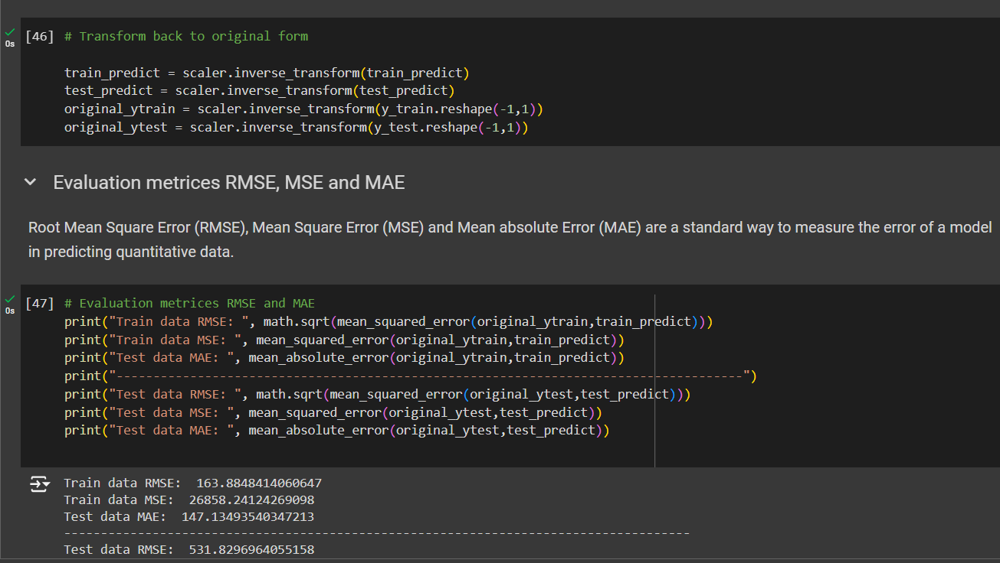 [46] # Transform back to original form
train_predict = scaler.inverse_transform(train_predict)
test_predict = scaler.inverse_transform(test_predict)
original_ytrain = scaler.inverse_transform(y_train.reshape(-1,1))
original_ytest = scaler.inverse_transform(y_test.reshape(-1,1))
0s
Evaluation metrices RMSE, MSE and MAE
Root Mean Square Error (RMSE), Mean Square Error (MSE) and Mean absolute Error (MAE) are a standard way to measure the error of a model
in predicting quantitative data.
[47] # Evaluation metrices RMSE and MAE
0s
print("Train data RMSE: ", math.sqrt(mean_squared_error(original_ytrain,train_predict)))
print("Train data MSE: ", mean_squared_error(original_ytrain,train_predict))
print("Test data MAE: ", mean_absolute_error(original_ytrain,train_predict))
print("-------------------------------------------------------------------------------------")
print("Test data RMSE: ", math.sqrt(mean_squared_error(original_ytest,test_predict)))
print("Test data MSE: ", mean_squared_error(original_ytest,test_predict))
print("Test data MAE: ", mean_absolute_error(original_ytest,test_predict))
Train data RMSE:  163.8848414060647
Train data MSE:  26858.24124269098
Test data MAE:  147.13493540347213
-------------------------------------------------------------------------------------
Test data RMSE:  531.8296964055158